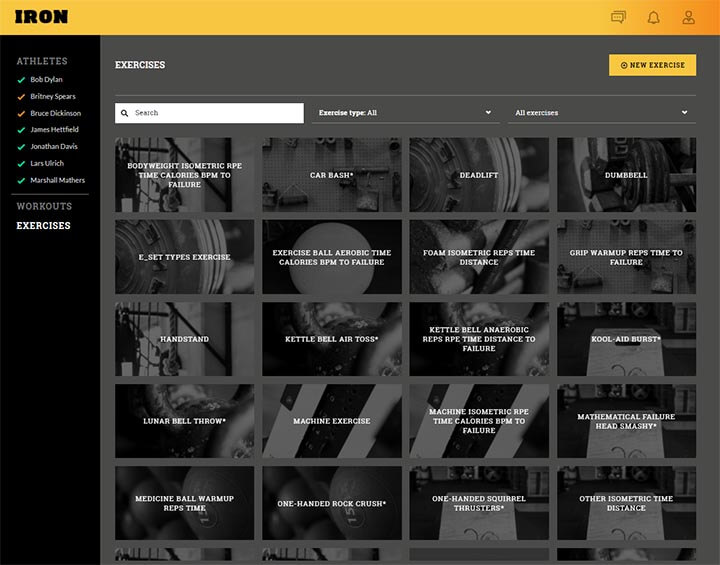 IRON
ATHLETES
Bob Dylan
Britney Spears
Bruce Dickinson
James Hettfield
Jonathan Davis
Lars Ulrich
Marshall Mathers
WORKOUTS
EXERCISES
EXERCISES
NEW EXERCISE
Search
Exercise type: All
All exercises
BODYWEIGHT ISOMETRIC RPE
TIME CALORIES BPM TO
FAILURE
CAR BASH*
DEADLIFT
DUMBBELL
E_SET TYPES EXERCISE
EXERCISE BALL AEROBIC TIME
CALORIES BPM TO FAILURE
FOAM ISOMETRIC REPS TIME
DISTANCE
GRIP WARMUP REPS TIME TO
FAILURE
HANDSTAND
KETTLE BELL AIR TOSS*
KETTLE BELL ANAEROBIC
REPS RPE TIME DISTANCE TO
FAILURE
KOOL-AID BURST*
LUNAR BELL THROW*
MACHINE EXERCISE
MACHINE ISOMETRIC RPE
TIME CALORIES BPM TO
FAILURE
MATHEMATICAL FAILURE
HEAD SMASHY*
MEDICINE BALL WARMUP
REPS TIME
ONE-HANDED ROCK CRUSH*
ONE-HANDED SQUIRREL
THRUSTERS*
OTHER ISOMETRIC TIME
DISTANCE